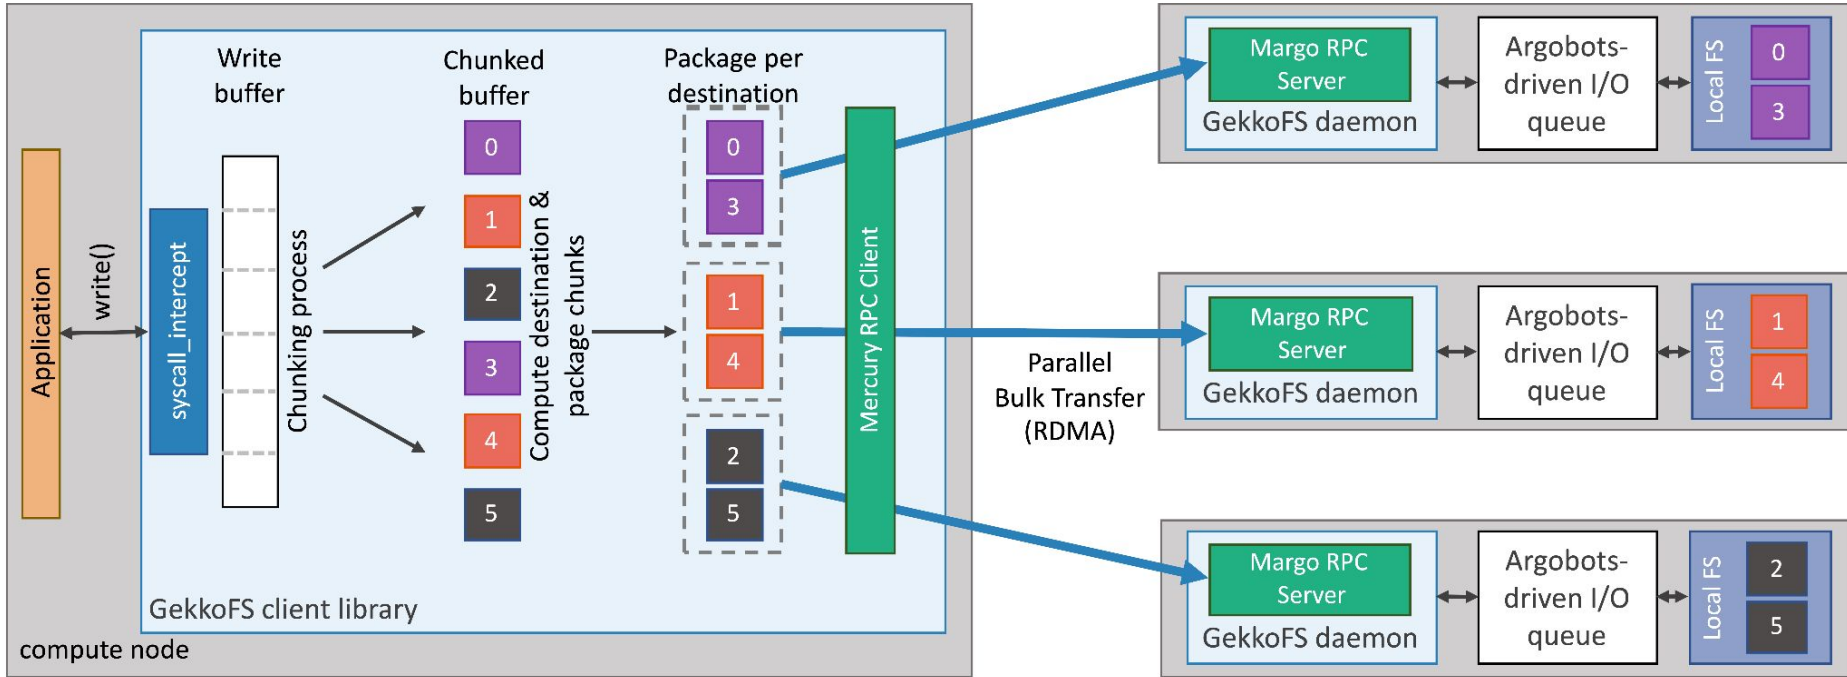 Application
write()
syscall_intercept
Write
buffer
Chunking process
Chunked
buffer
0
1
2
3
4
5
Compute destination &
package chunks
Package per
destination
0
3
1
4
2
5
Mercury RPC Client
GekkoFS client library
compute node
Parallel
Bulk Transfer
(RDMA)
Margo RPC
Server
GekkoFS daemon
Argobots-
driven I/O
queue
Local FS
0
3
Margo RPC
Server
GekkoFS daemon
Argobots-
driven I/O
queue
Local FS
1
4
Margo RPC
Server
GekkoFS daemon
Argobots-
driven I/O
queue
Local FS
2
5